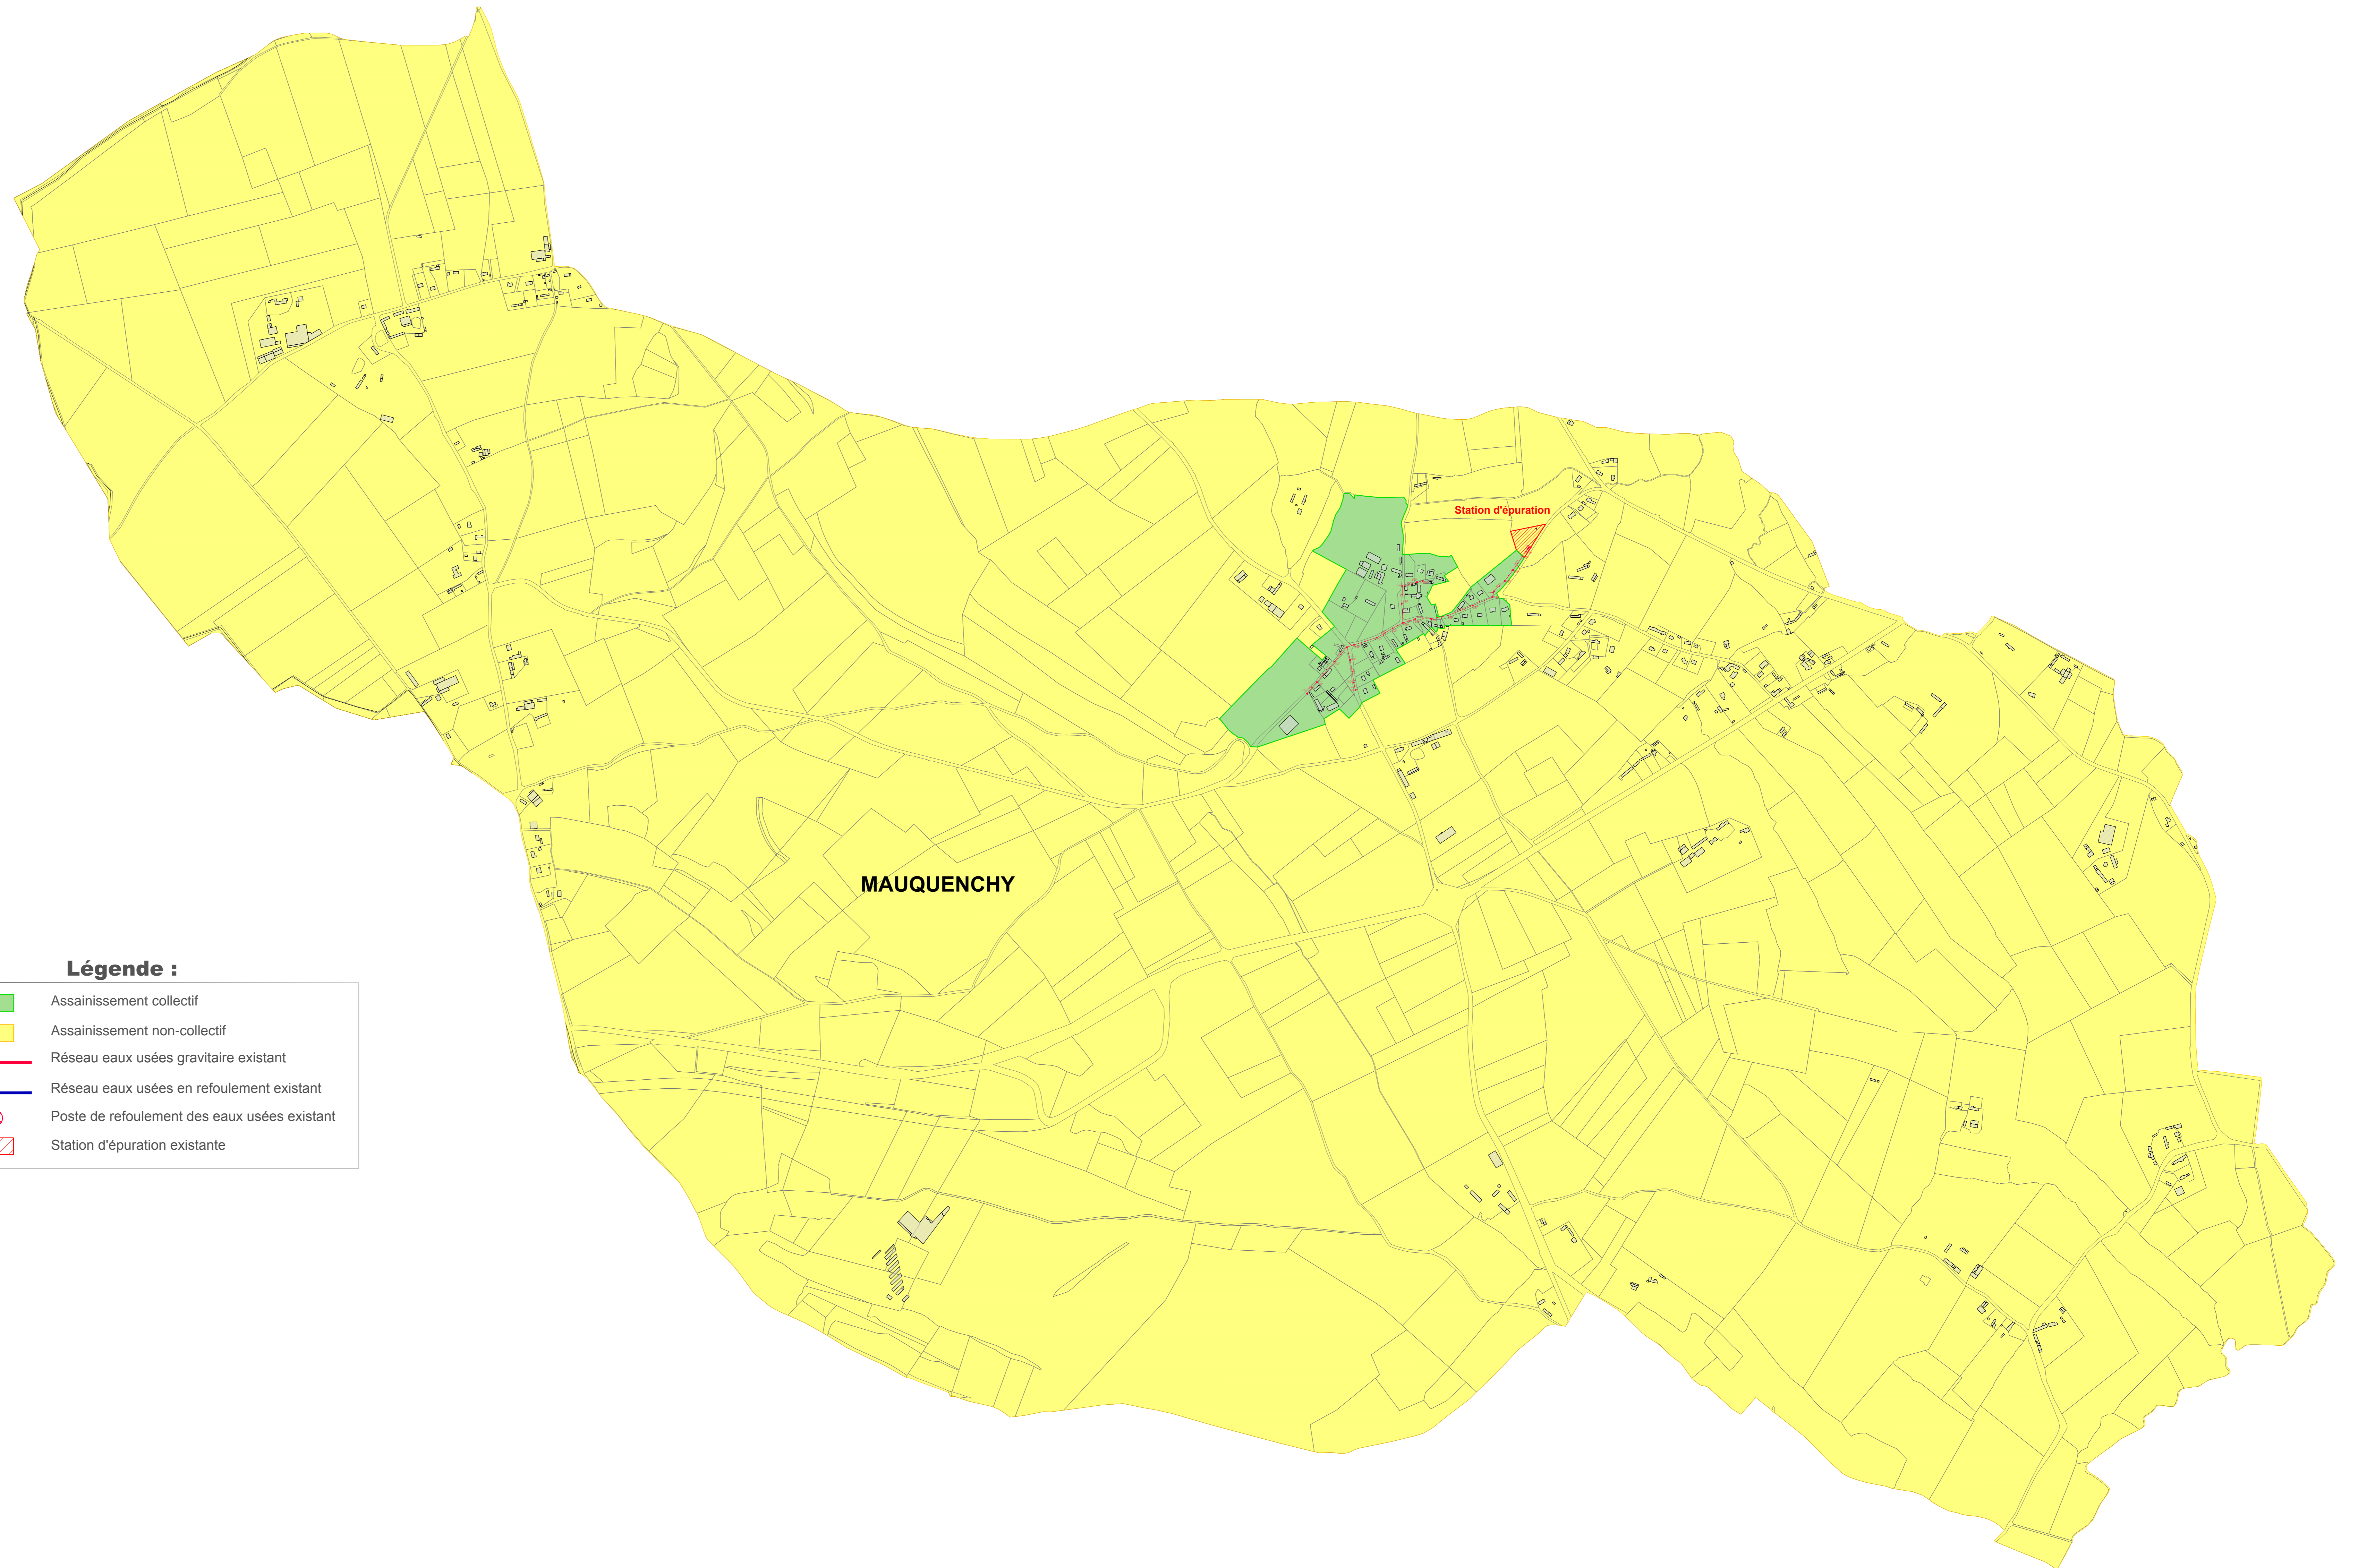 Station d'épuration
MAUQUENCHY
Légende :
Assainissement collectif
Assainissement non-collectif
Réseau eaux usées gravitaire existant
Réseau eaux usées en refoulement existant
Poste de refoulement des eaux usées existant
Station d'épuration existante